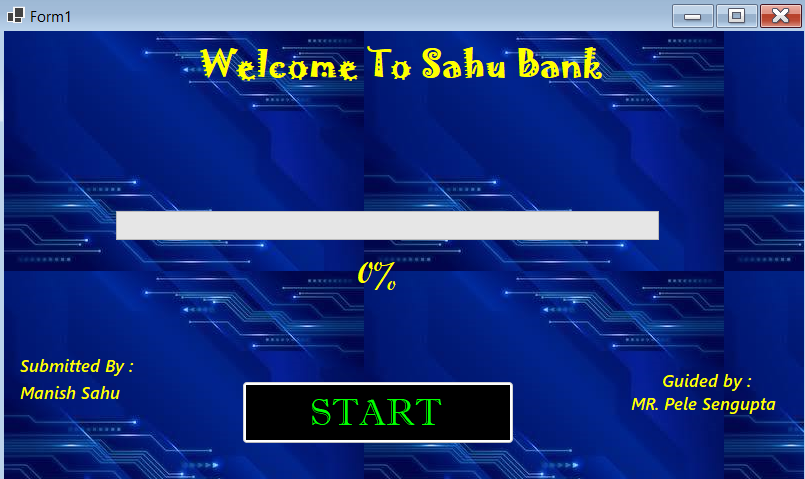 Form1
Welcome To Sahu Bank
0%
Submitted By :
Manish Sahu
START
Guided by :
MR. Pele Sengupta